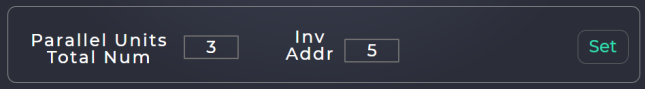 Parallel Units
Total Num
3
Inv
Addr
5
Set